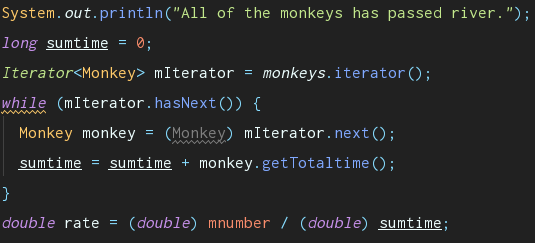 System.out.println("All of the monkeys has passed river.");
long sumtime = 0;
Iterator<Monkey> mIterator = monkeys.iterator();
while (mIterator.hasNext()) {
Monkey monkey = (Monkey) mIterator.next();
sumtime = sumtime + monkey.getTotaltime();
}
double rate = (double) mnumber / (double) sumtime;